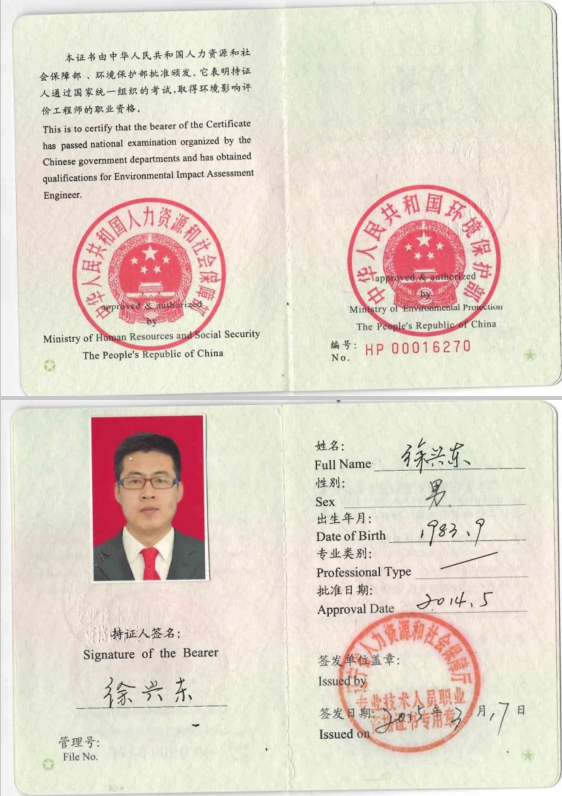 本证书由中华人民共和国人力资源和社
会保障部、环境保护部批准颁发。它表明持证
人通过国家统一组织的考试,取得环境影响评
价工程师的职业资格。
This is to certify that the bearer of the Certificate
has passed national examination organized by the
Chinese government departments and has obtained
qualifications for Environmental Impact Assessment
Engineer.
中华人民共和国人力资源和社会保障部
approved & authorized
by
Ministry of Human Resources and Social Security
The People's Republic of China
中华人民共和国环境保护部
approved & authorized
by
Ministry of Environmental Protection
The People's Republic of China
编号: HP 00016270
No.
持证人签名:
Signature of the Bearer
徐兴东
管理号:
File No.
姓名: 徐兴东
Full Name
性别: 男
Sex
出生年月:
Date of Birth 1983.9
专业类别:
Professional Type
批准日期:
Approval Date 2014.5
人力资源和社会保障厅
专业技术人员职业
资格证书专用章
签发单位盖章:
Issued by
签发日期: 2015年3月17日
Issued on